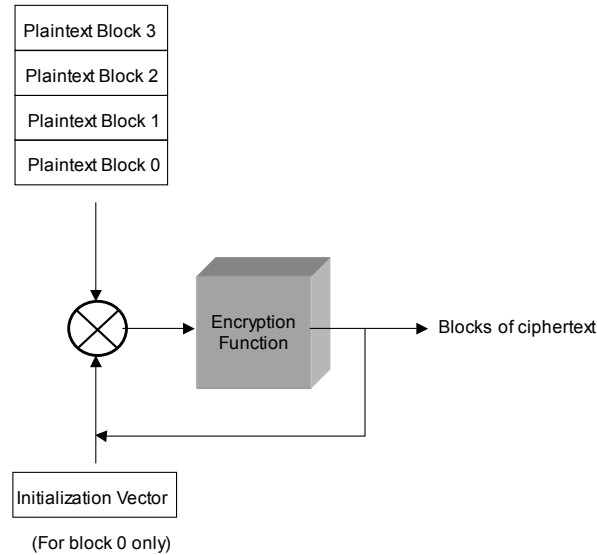 Plaintext Block 3
Plaintext Block 2
Plaintext Block 1
Plaintext Block 0
Encryption
Function
Blocks of ciphertext
Initialization Vector
(For block 0 only)